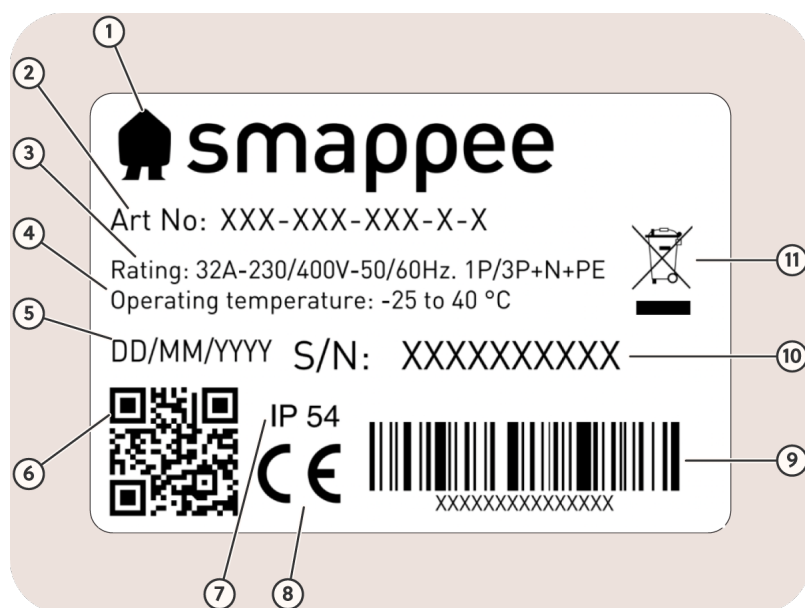 1
2
3
4
5
6
7
8
9
10
11
smappee
Art No: XXX-XXX-XXX-X-X
Rating: 32A-230/400V-50/60Hz. 1P/3P+N+PE
Operating temperature: -25 to 40 °C
DD/MM/YYYY S/N: XXXXXXXXXX
IP 54
CE
XXXXXXXXXXXXXXX